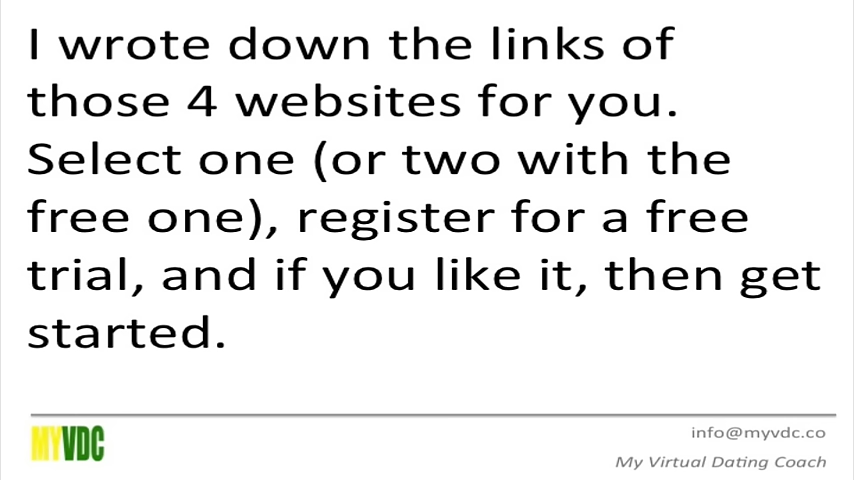 I wrote down the links of
those 4 websites for you.
Select one (or two with the
free one), register for a free
trial, and if you like it, then get
started.
MYVDC
info@myvdc.co
My Virtual Dating Coach